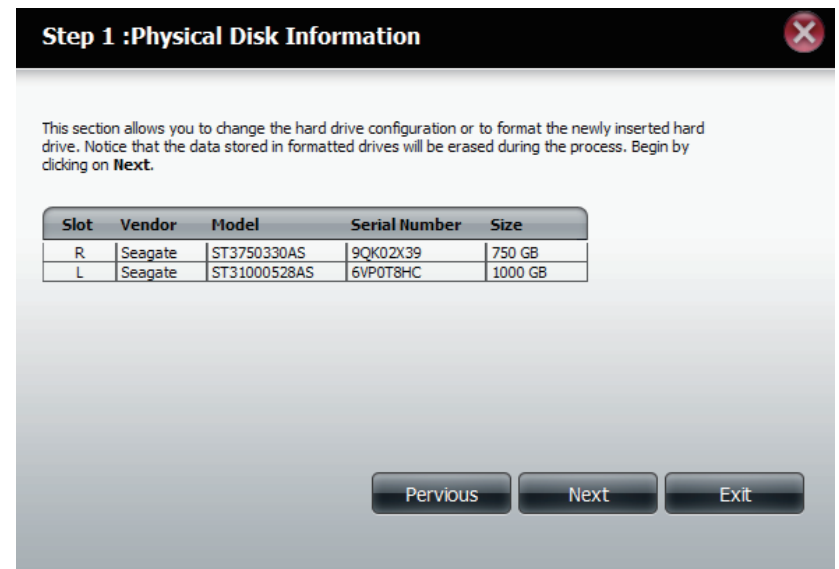 Step 1 :Physical Disk Information
This section allows you to change the hard drive configuration or to format the newly inserted hard
drive. Notice that the data stored in formatted drives will be erased during the process. Begin by
clicking on Next.
Slot Vendor Model Serial Number Size
R Seagate ST3750330AS 9QK02X39 750 GB
L Seagate ST31000528AS 6VP0T8HC 1000 GB
Pervious Next Exit